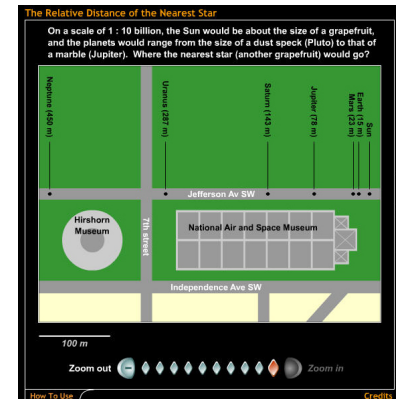 The Relative Distance of the Nearest Star
On a scale of 1 : 10 billion, the Sun would be about the size of a grapefruit,
and the planets would range from the size of a dust speck (Pluto) to that of
a marble (Jupiter). Where the nearest star (another grapefruit) would go?
Neptune (450 m)
Uranus (287 m)
Saturn (143 m)
Jupiter (78 m)
Mars (23 m)
Earth (15 m)
Sun
Jefferson Av SW
Hirshorn
Museum
7th street
National Air and Space Museum
Independence Ave SW
100 m
Zoom out
Zoom in
How To Use
Credits